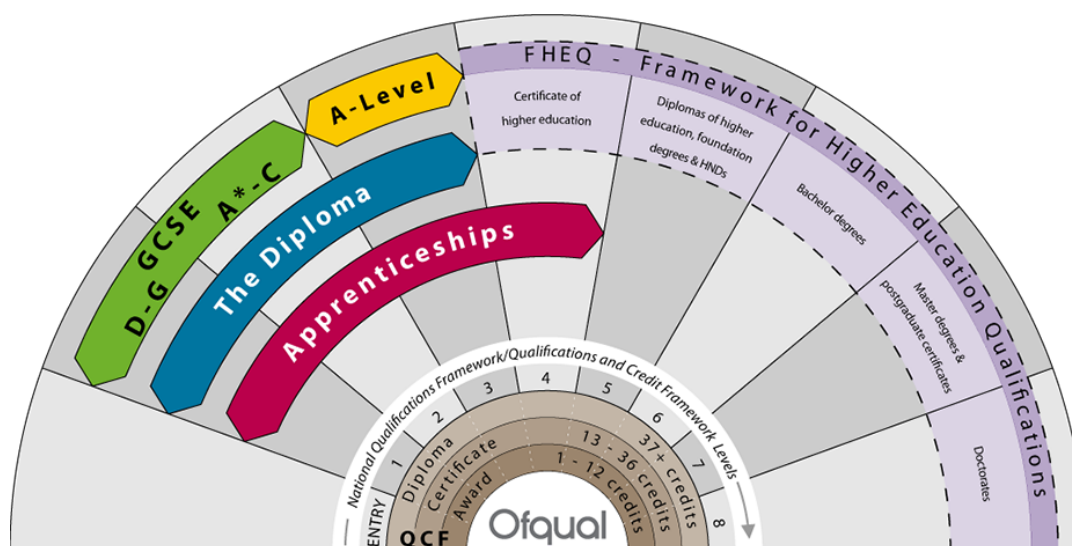 A-Level
GCSE
D-G A*-C
The Diploma
Apprenticeships
FHEQ - Framework for Higher Education Qualifications
Certificate of
higher education
Diplomas of higher
education, foundation
degrees & HNDs
Bachelor degrees
Master degrees &
postgraduate certificates
Doctorates
National Qualifications Framework/Qualifications and Credit Framework Levels
ENTRY 1 2 3 4 5 6 7 8
Diploma 37+ credits
Certificate 13 - 36 credits
Award 1 - 12 credits
QCF
Ofqual